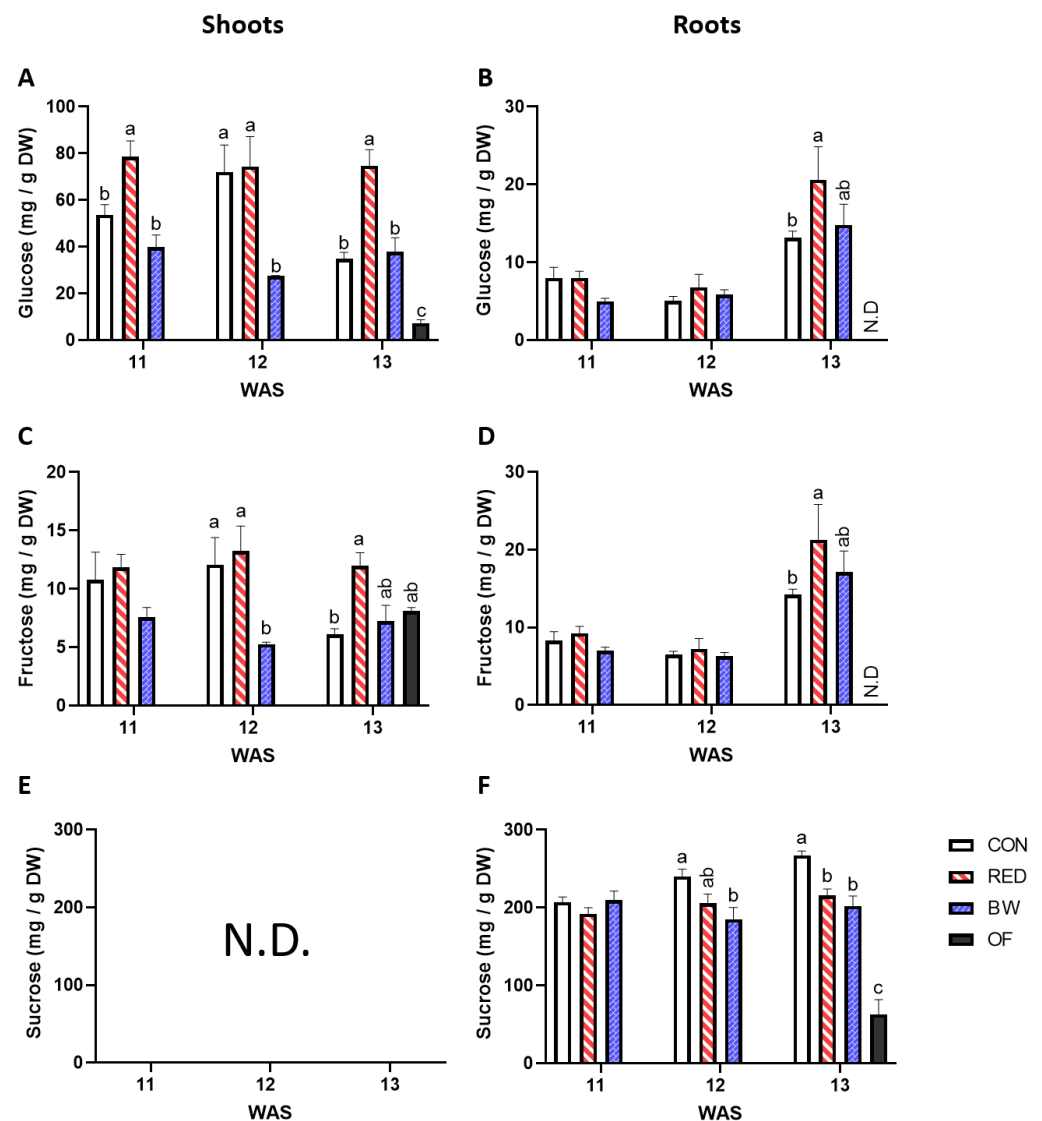 Shoots
Roots
A
Glucose (mg / g DW)
100
80
60
40
20
0
b
a
b
a
a
b
b
a
b
c
11
12
13
WAS
B
Glucose (mg / g DW)
30
20
10
0
b
a
ab
N.D
11
12
13
WAS
C
Fructose (mg / g DW)
20
15
10
5
0
a
a
b
b
a
ab
ab
11
12
13
WAS
D
Fructose (mg / g DW)
30
20
10
0
b
a
ab
N.D
11
12
13
WAS
E
Sucrose (mg / g DW)
300
200
100
0
N.D.
11
12
13
WAS
F
Sucrose (mg / g DW)
300
200
100
0
a
ab
b
a
b
b
c
11
12
13
WAS
CON
RED
BW
OF